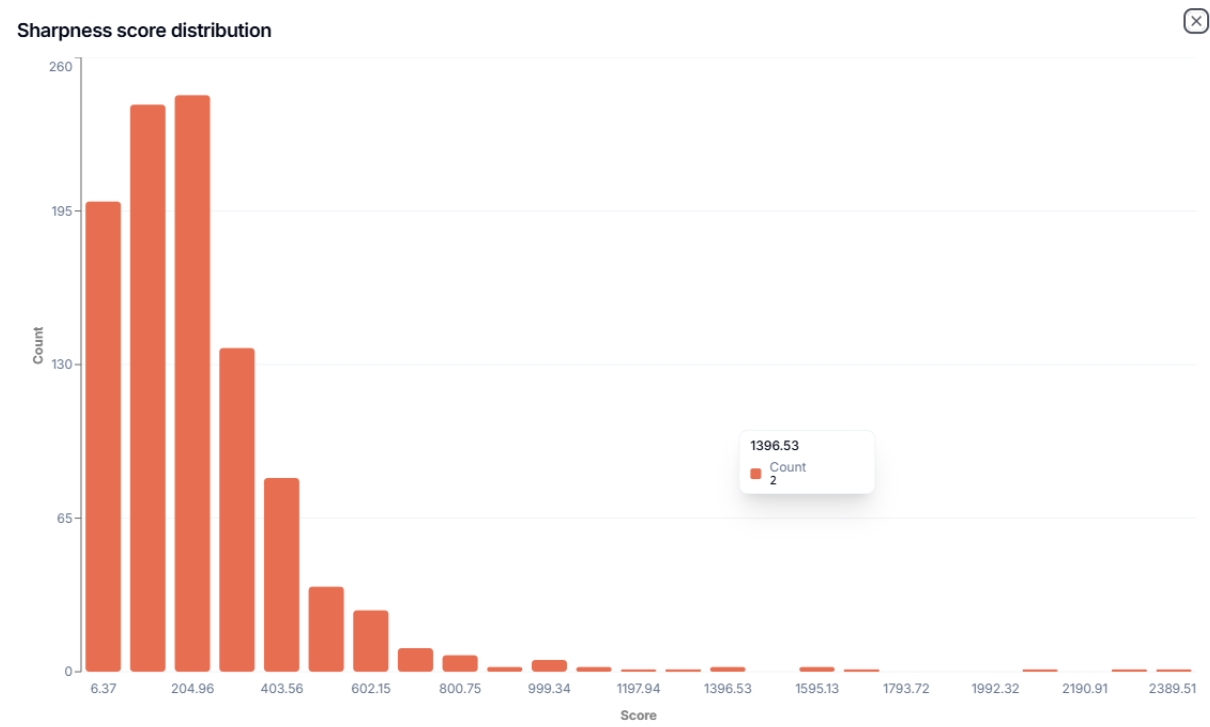 Sharpness score distribution
260
195
130
65
0
Count
1396.53
Count
2
6.37 204.96 403.56 602.15 800.75 999.34 1197.94 1396.53 1595.13 1793.72 1992.32 2190.91 2389.51
Score